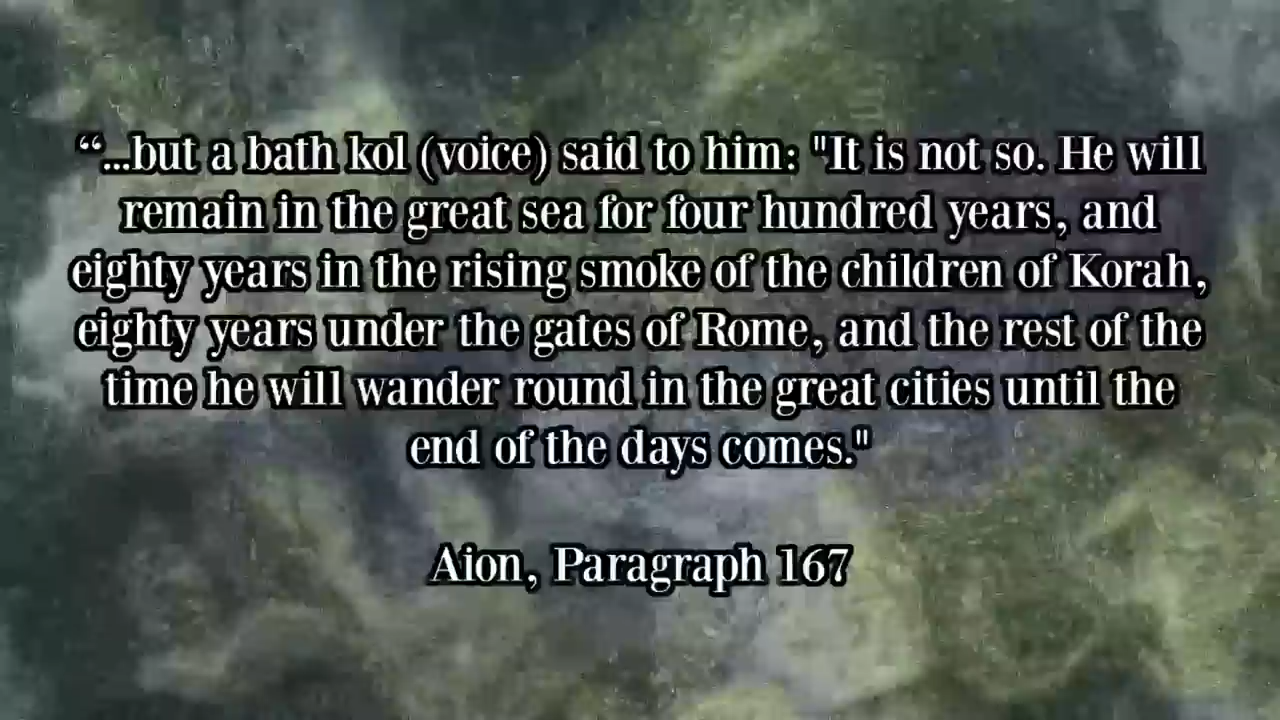 “...but a bath kol (voice) said to him: "It is not so. He will
remain in the great sea for four hundred years, and
eighty years in the rising smoke of the children of Korah,
eighty years under the gates of Rome, and the rest of the
time he will wander round in the great cities until the
end of the days comes."
Aion, Paragraph 167